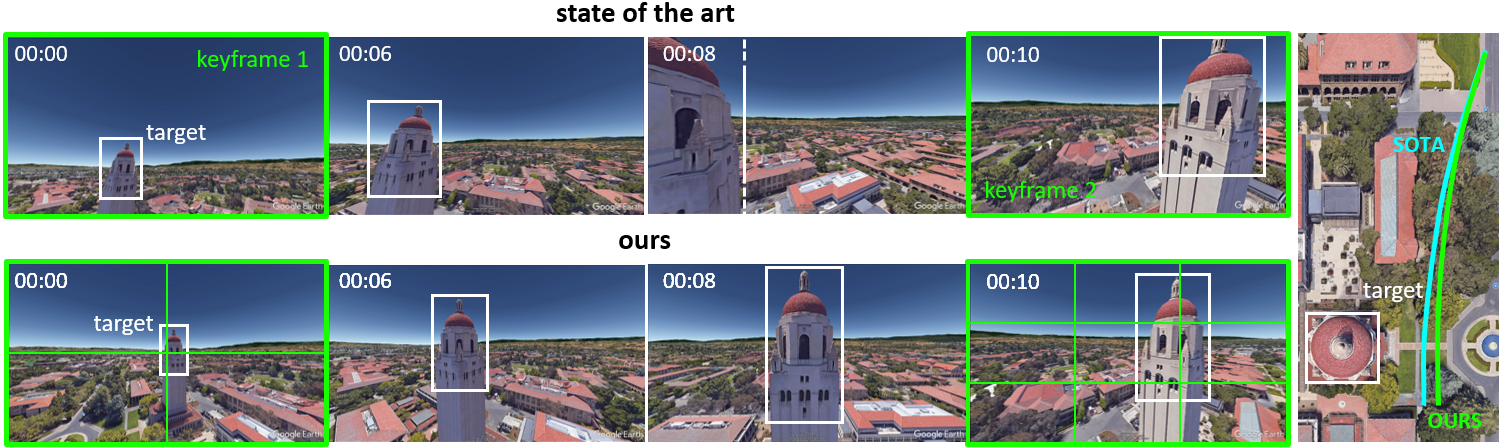 state of the art
00:00
keyframe 1
target
Google Earth
00:06
Google Earth
00:08
00:10
keyframe 2
Google Earth
SOTA
target
OURS
ours
00:00
target
Google Earth
00:06
Google Earth
00:08
00:10
Google Earth